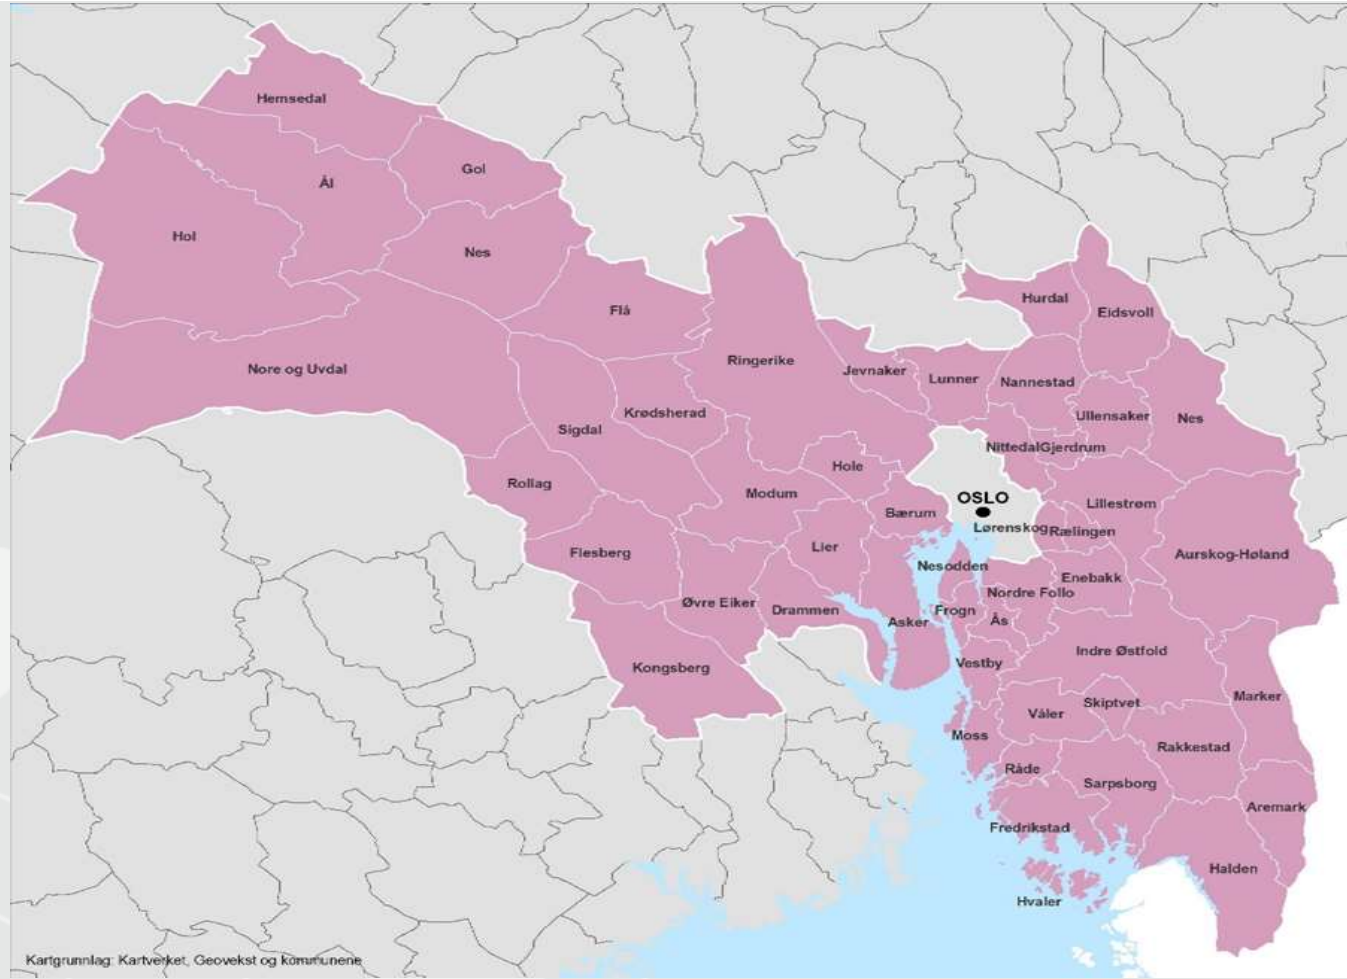 Hemsedal
Gol
Ål
Hol
Nes
Flå
Hurdal
Eidsvoll
Nore og Uvdal
Ringerike
Jevnaker
Lunner
Nannestad
Krødsherad
Ullensaker
Nes
Sigdal
Nittedal
Gjerdrum
Hole
Rollag
Modum
OSLO
Lillestrøm
Bærum
Lørenskog
Rælingen
Lier
Flesberg
Aurskog-Høland
Nesodden
Enebakk
Nordre Follo
Øvre Eiker
Drammen
Frogn
Asker
Ås
Indre Østfold
Kongsberg
Vestby
Marker
Skiptvet
Våler
Moss
Rakkestad
Råde
Sarpsborg
Aremark
Fredrikstad
Halden
Hvaler
Kartgrunnlag: Kartverket, Geovekst og kommunene